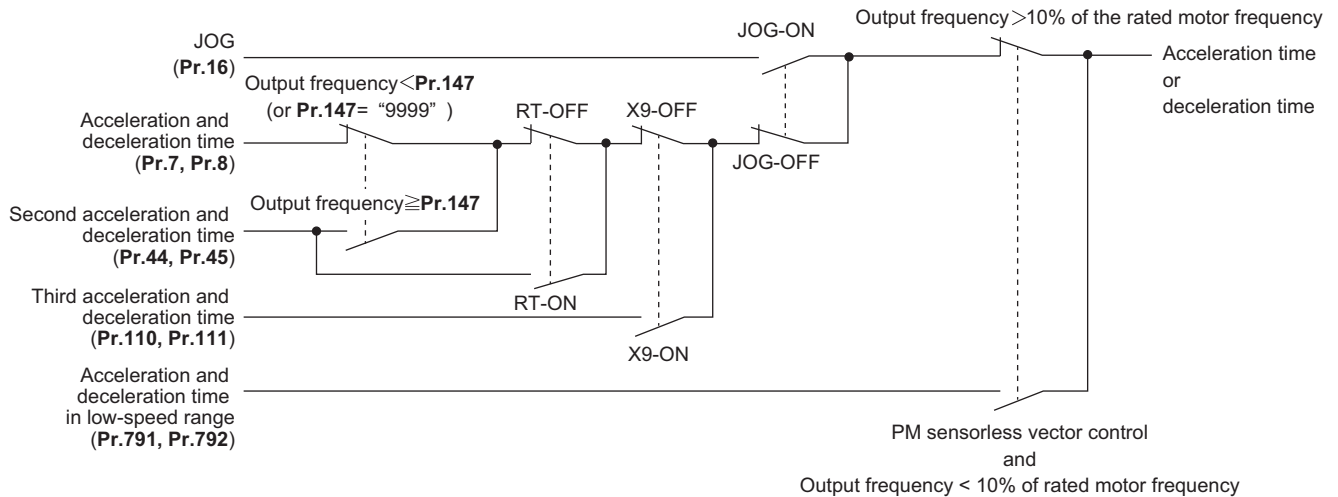 Output frequency＞10% of the rated motor frequency
JOG-ON
JOG
(Pr.16)
Acceleration time
or
deceleration time
Output frequency＜Pr.147
(or Pr.147= “9999” )
RT-OFF
X9-OFF
Acceleration and
deceleration time
(Pr.7, Pr.8)
JOG-OFF
Output frequency≧Pr.147
Second acceleration and
deceleration time
(Pr.44, Pr.45)
RT-ON
Third acceleration and
deceleration time
(Pr.110, Pr.111)
X9-ON
Acceleration and
deceleration time
in low-speed range
(Pr.791, Pr.792)
PM sensorless vector control
and
Output frequency < 10% of rated motor frequency